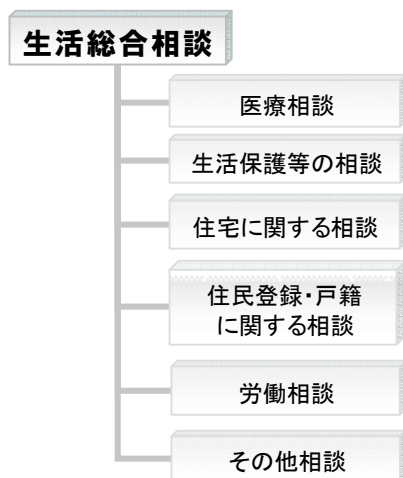 生活総合相談
医療相談
生活保護等の相談
住宅に関する相談
住民登録・戸籍
に関する相談
労働相談
その他相談